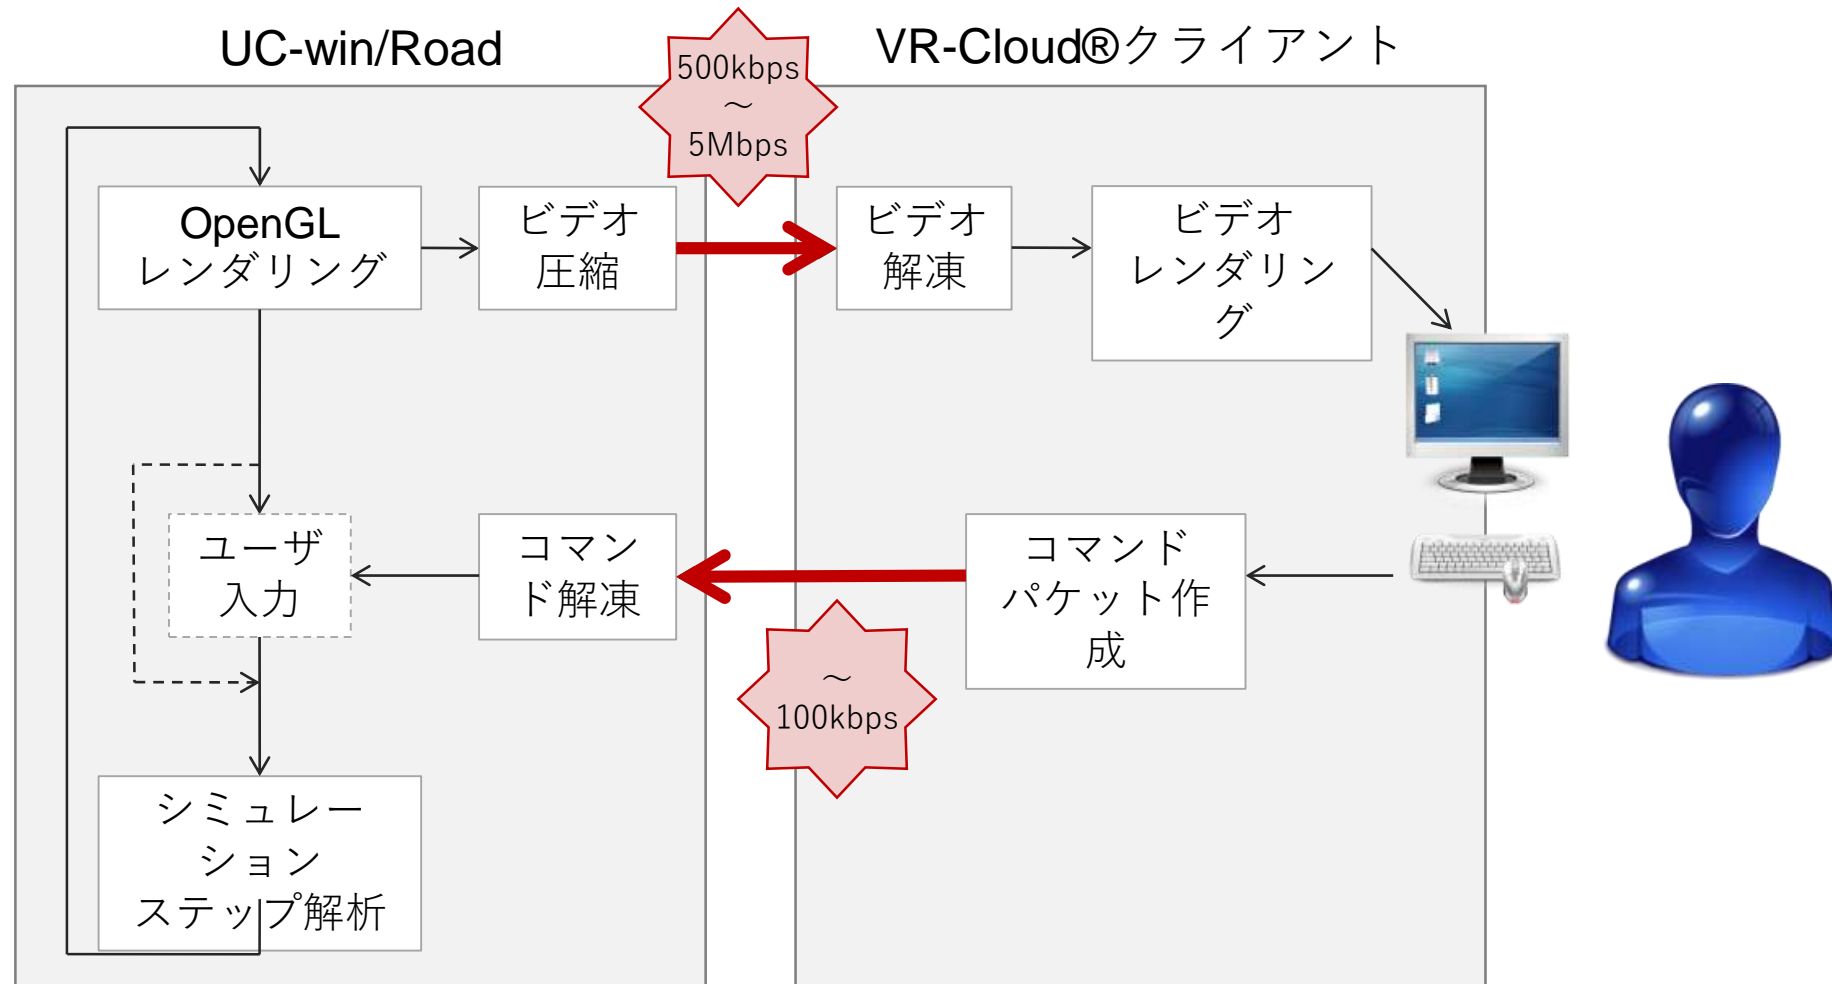 UC-win/Road
VR-Cloud®クライアント
500kbps
～
5Mbps
OpenGL
レンダリング
ビデオ
圧縮
ビデオ
解凍
ビデオ
レンダリン
グ
ユーザ
入力
コマン
ド解凍
コマンド
パケット作
成
～
100kbps
シミュレー
ション
ステップ解析